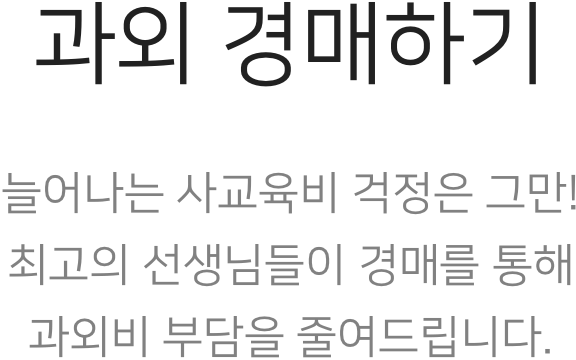 과외 경매하기
늘어나는 사교육비 걱정은 그만!
최고의 선생님들이 경매를 통해
과외비 부담을 줄여드립니다.